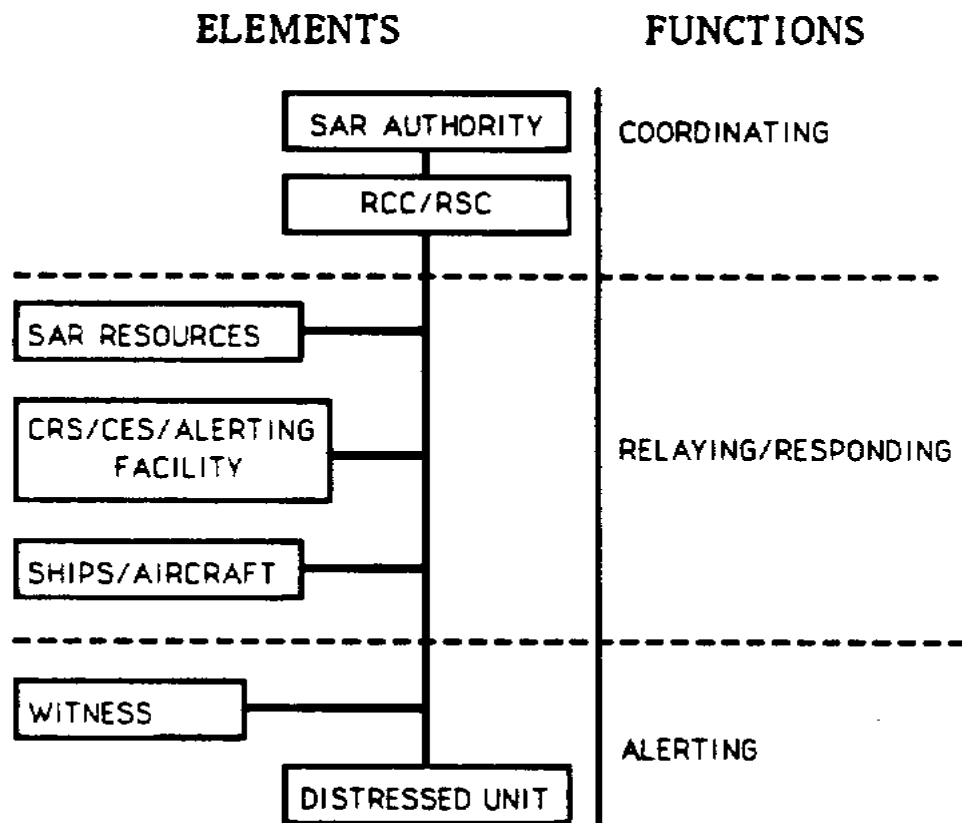 ELEMENTS FUNCTIONS
SAR AUTHORITY
COORDINATING
RCC/RSC
SAR RESOURCES
CRS/CES/ALERTING
FACILITY
RELAYING/RESPONDING
SHIPS/AIRCRAFT
WITNESS
ALERTING
DISTRESSED UNIT